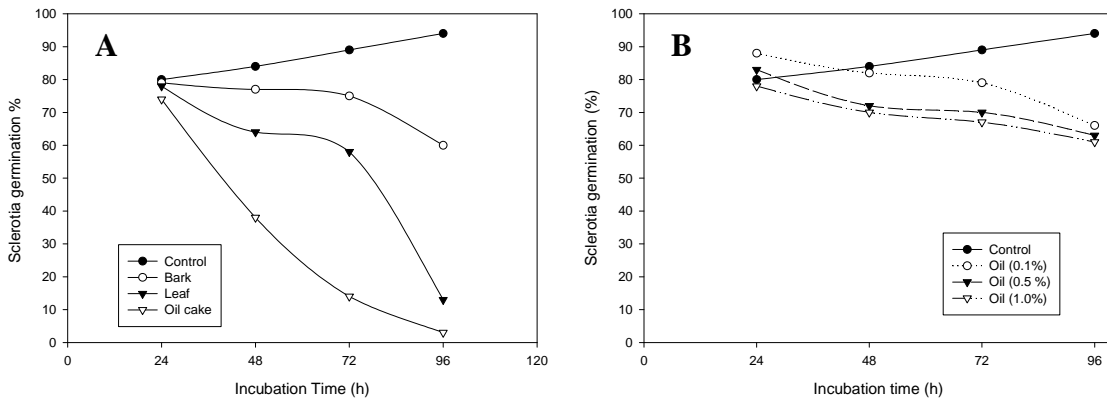 A
Sclerotia germination %
100
90
80
70
60
50
40
30
20
10
0
0 24 48 72 96 120
Incubation Time (h)
Control
Bark
Leaf
Oil cake
B
Sclerotia germination (%)
100
90
80
70
60
50
40
30
20
10
0
0 24 48 72 96
Incubation time (h)
Control
Oil (0.1%)
Oil (0.5 %)
Oil (1.0%)